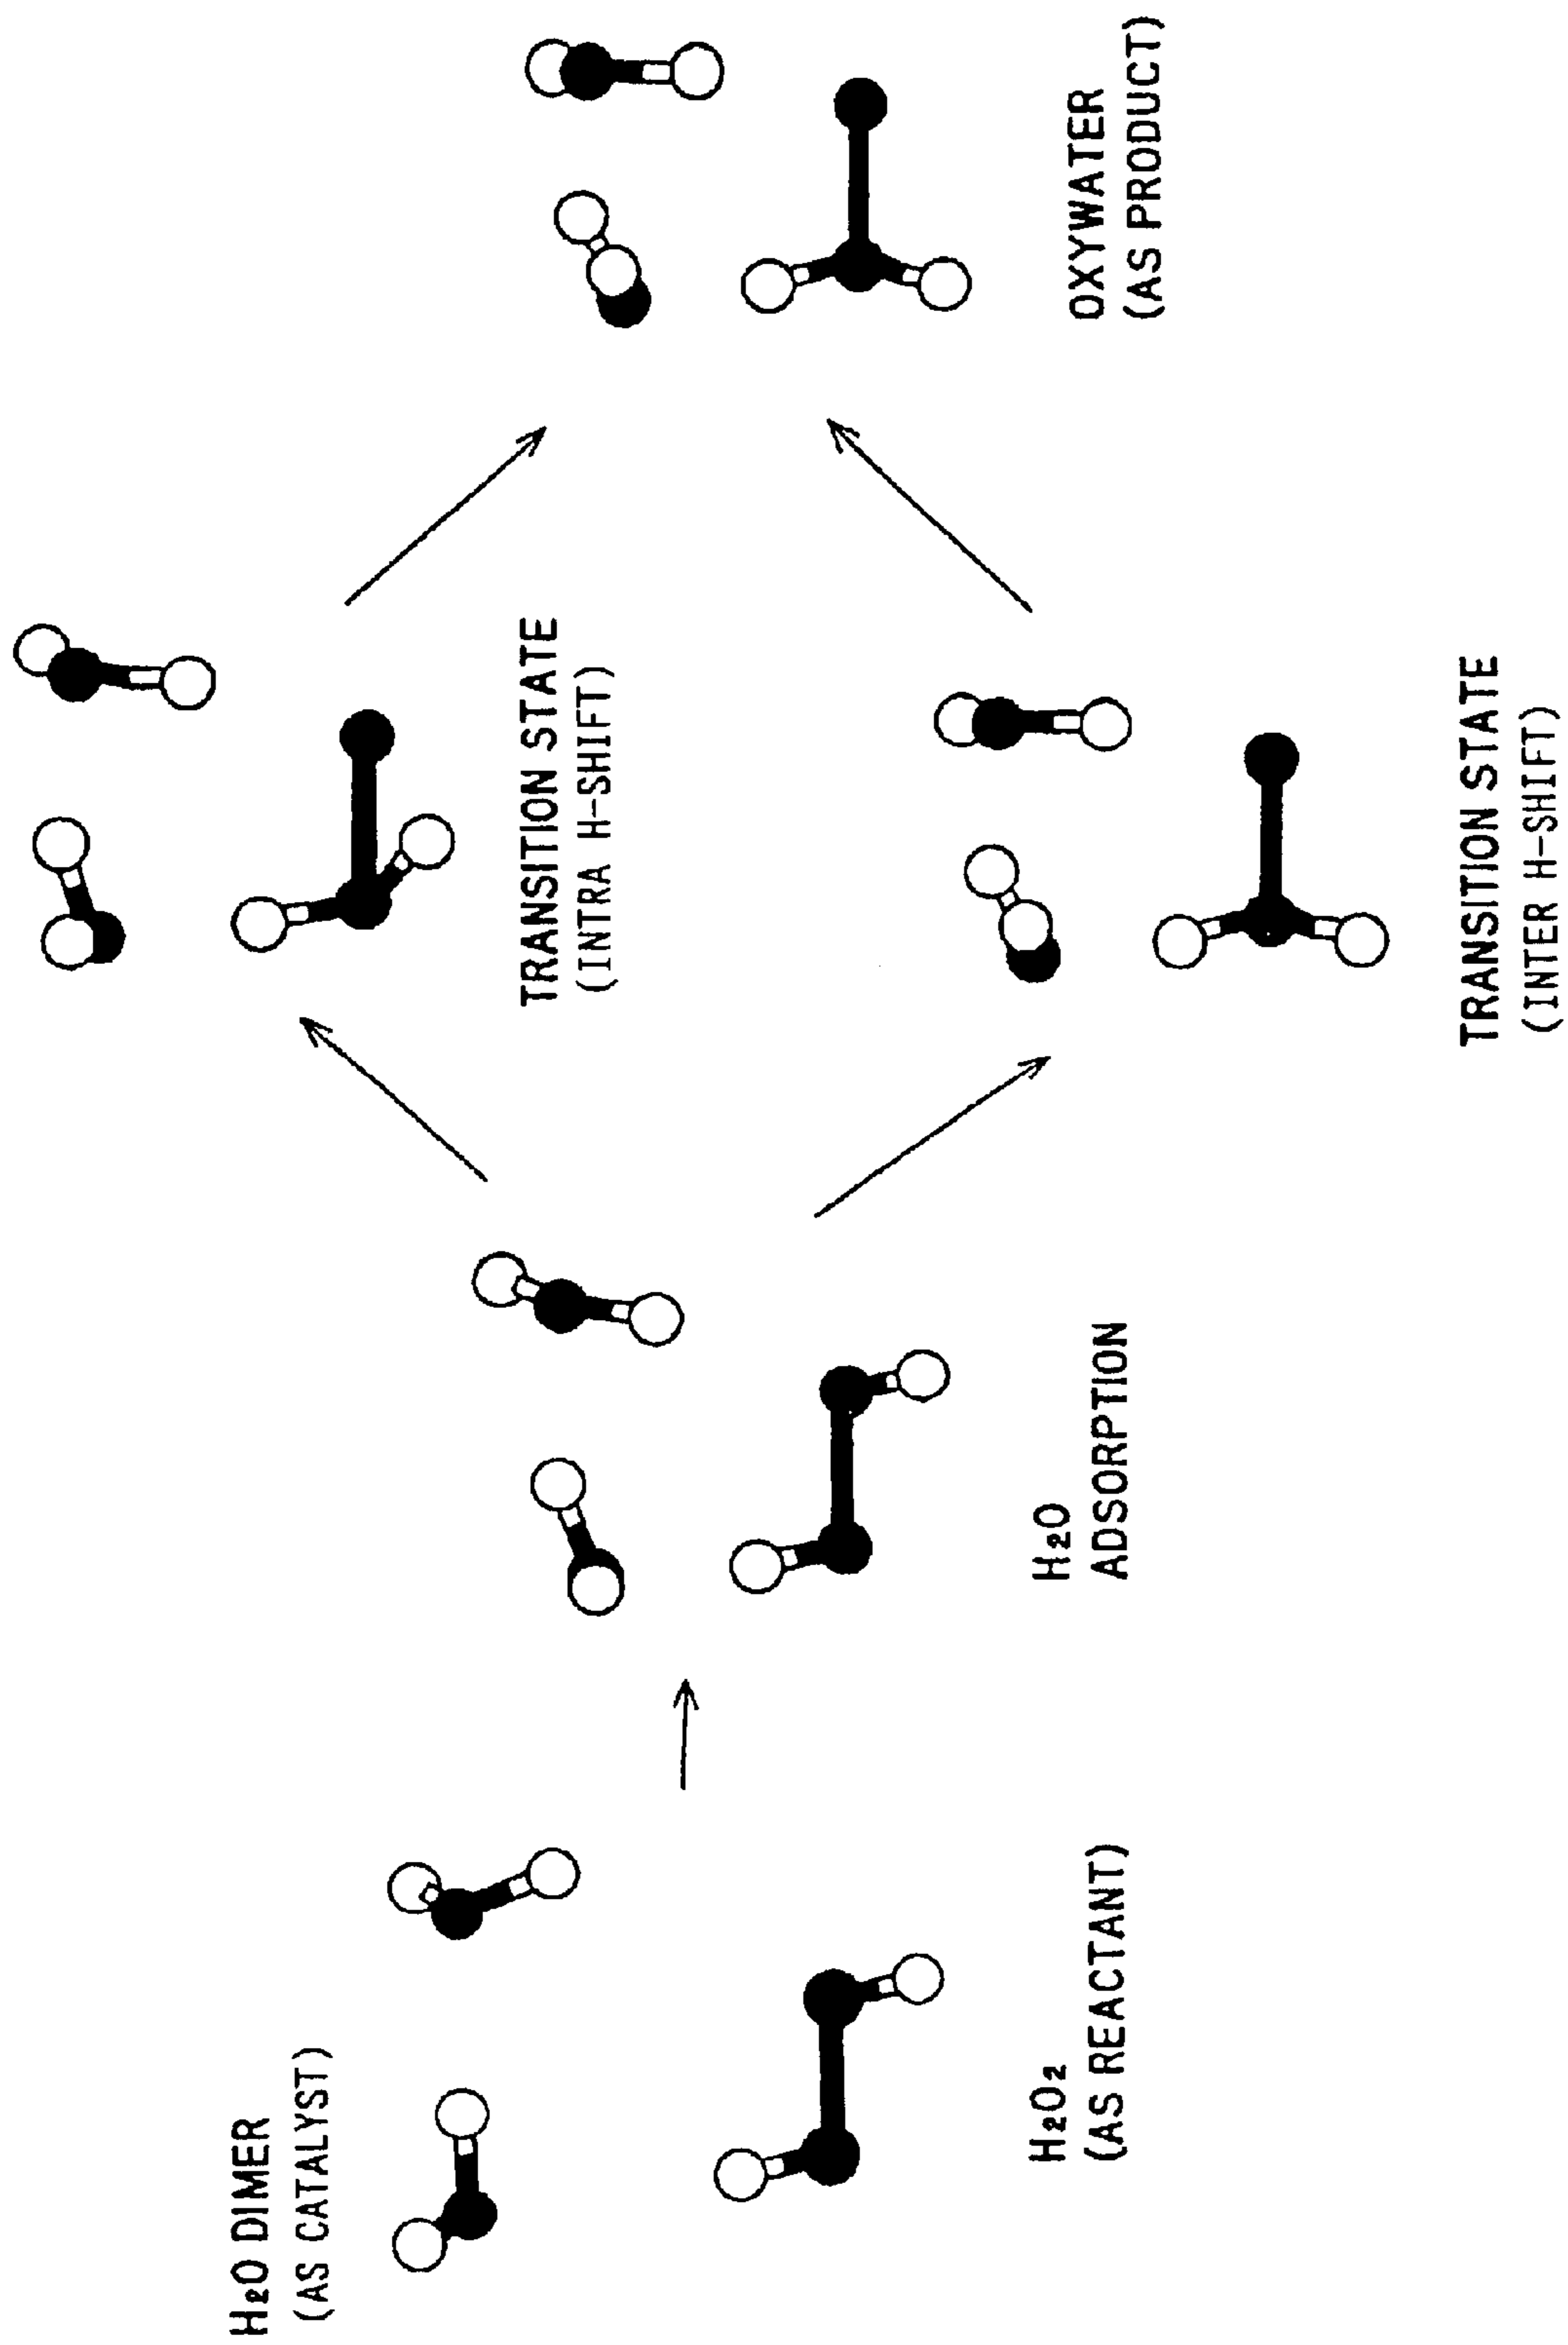 H₂O DIMER
(AS CATALYST)
H₂O₂
(AS REACTANT)
H₂O
ADSORPTION
TRANSITION STATE
(INTRA H-SHIFT)
TRANSITION STATE
(INTER H-SHIFT)
OXYWATER
(AS PRODUCT)